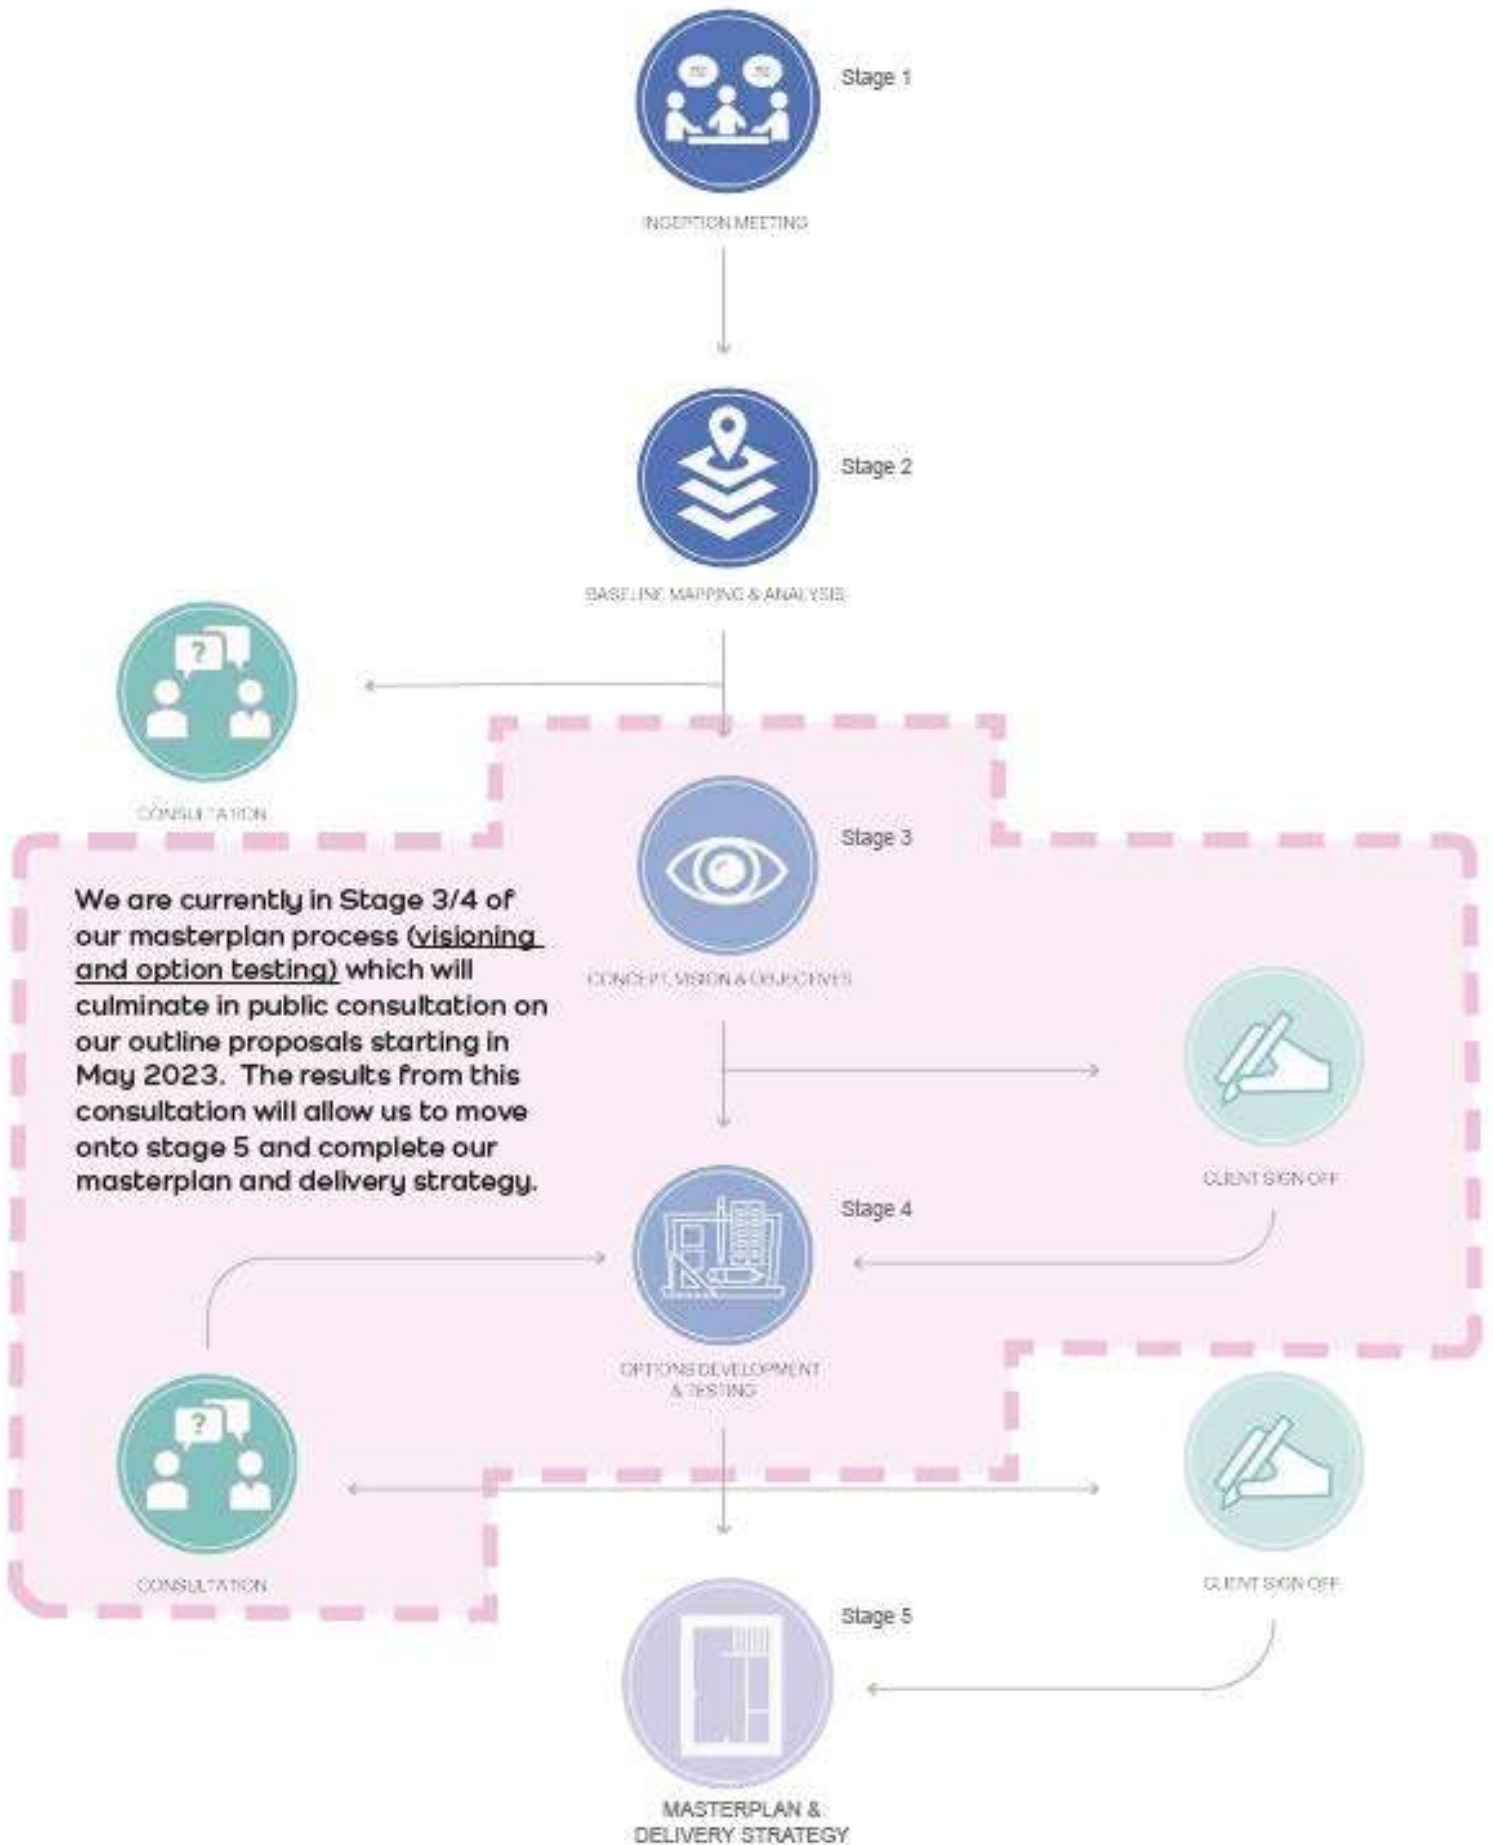 Stage 1
INCEPTION MEETING
Stage 2
BASELINE MAPPING & ANALYSIS
?
CONSULTATION
Stage 3
We are currently in Stage 3/4 of
our masterplan process (visioning
and option testing) which will
culminate in public consultation on
our outline proposals starting in
May 2023. The results from this
consultation will allow us to move
onto stage 5 and complete our
masterplan and delivery strategy.
CONCEPT, VISION & OBJECTIVES
CLIENT SIGN OFF
Stage 4
OPTIONS DEVELOPMENT
& TESTING
?
CONSULTATION
CLIENT SIGN OFF
Stage 5
MASTERPLAN &
DELIVERY STRATEGY